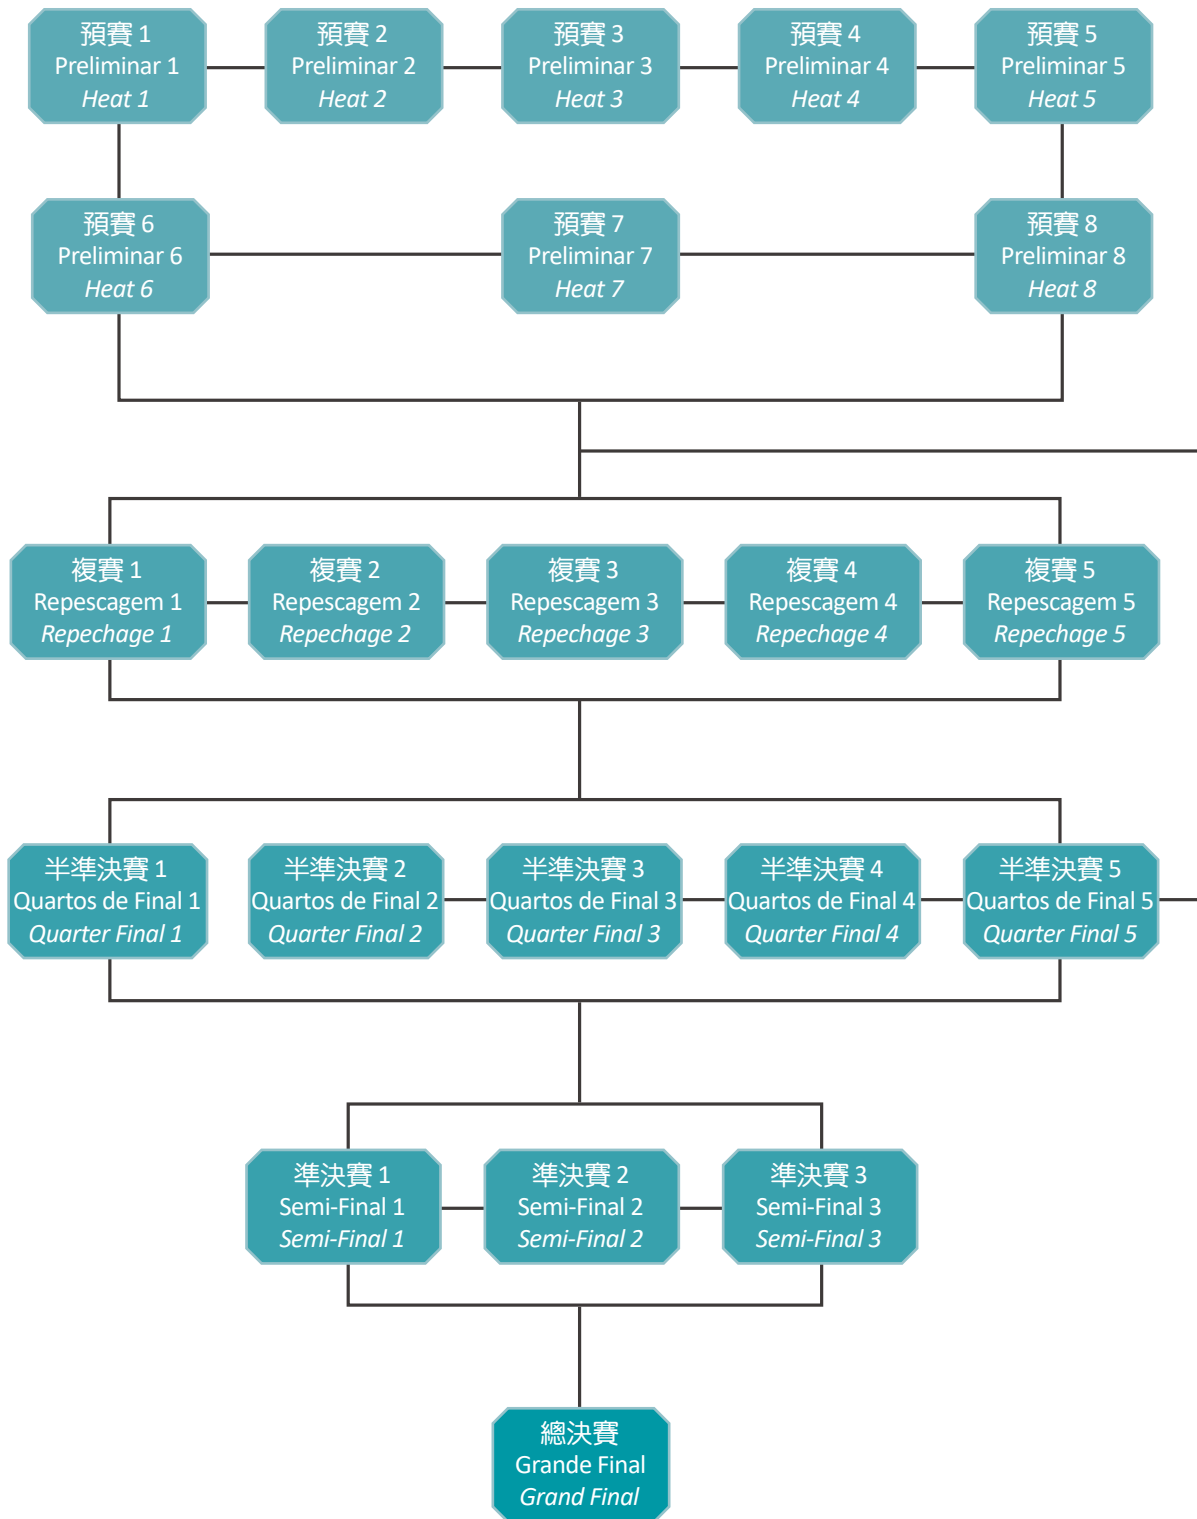 預賽 1
Preliminar 1
Heat 1
預賽 2
Preliminar 2
Heat 2
預賽 3
Preliminar 3
Heat 3
預賽 4
Preliminar 4
Heat 4
預賽 5
Preliminar 5
Heat 5
預賽 6
Preliminar 6
Heat 6
預賽 7
Preliminar 7
Heat 7
預賽 8
Preliminar 8
Heat 8
複賽 1
Repescagem 1
Repechage 1
複賽 2
Repescagem 2
Repechage 2
複賽 3
Repescagem 3
Repechage 3
複賽 4
Repescagem 4
Repechage 4
複賽 5
Repescagem 5
Repechage 5
半準決賽 1
Quartos de Final 1
Quarter Final 1
半準決賽 2
Quartos de Final 2
Quarter Final 2
半準決賽 3
Quartos de Final 3
Quarter Final 3
半準決賽 4
Quartos de Final 4
Quarter Final 4
半準決賽 5
Quartos de Final 5
Quarter Final 5
準決賽 1
Semi-Final 1
Semi-Final 1
準決賽 2
Semi-Final 2
Semi-Final 2
準決賽 3
Semi-Final 3
Semi-Final 3
總決賽
Grande Final
Grand Final